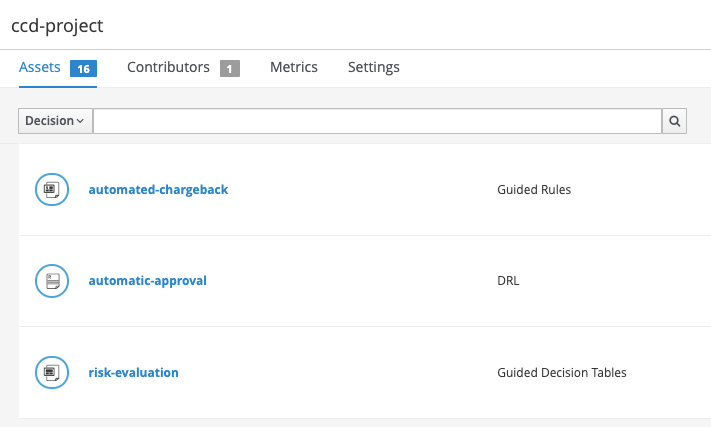 ccd-project
Assets 16 Contributors 1 Metrics Settings
Decision
automated-chargeback Guided Rules
automatic-approval DRL
risk-evaluation Guided Decision Tables